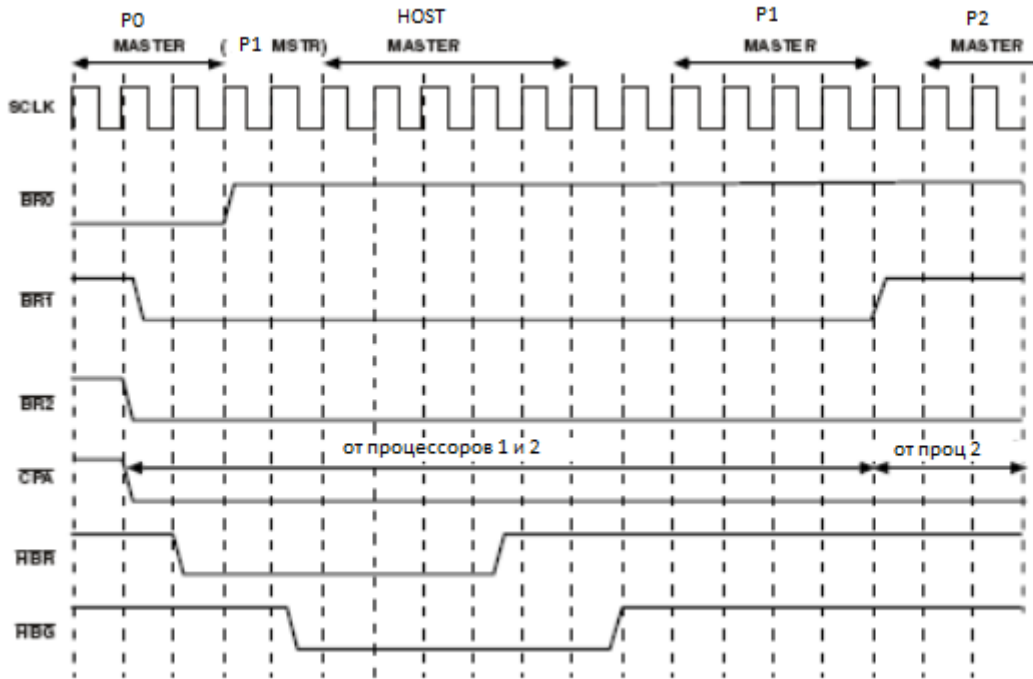 P0 HOST P1 P2
MASTER ( P1 MSTR) MASTER MASTER MASTER
SCLK
BR0
BR1
BR2
от процессоров 1 и 2 от проц 2
CPA
HBR
HBG